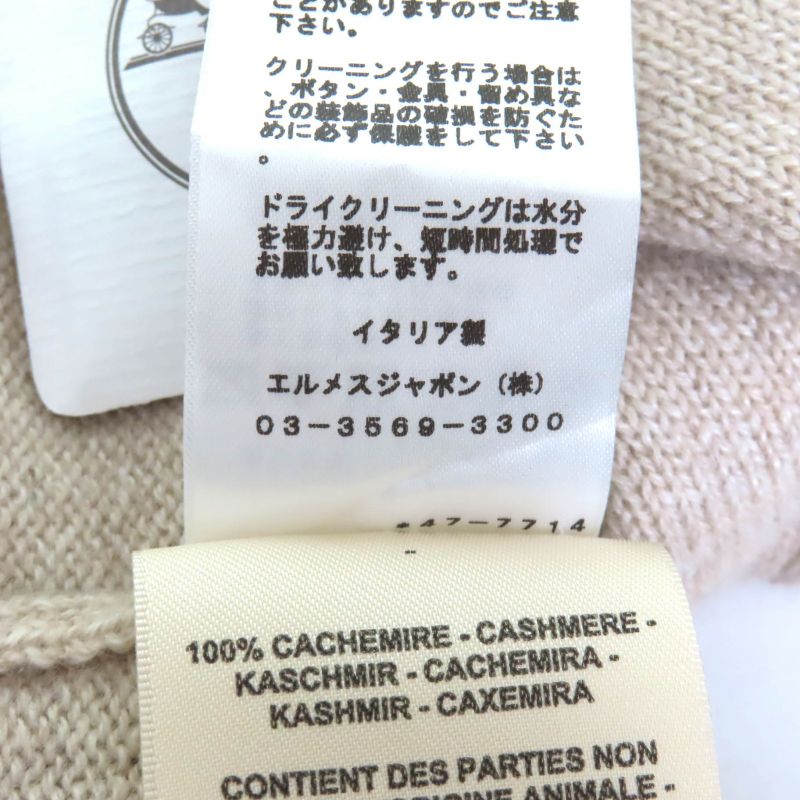 ことがありますのでご注意
下さい。
クリーニングを行う場合は
、ボタン・金具・留め具な
どの装飾品の破損を防ぐた
めに必ず保護をして下さい
。
ドライクリーニングは水分
を極力避け、短時間処理で
お願い致します。
イタリア製
エルメスジャポン（株）
03-3569-3300
47-7714
100% CACHEMIRE - CASHMERE -
KASCHMIR - CACHEMIRA -
KASHMIR - CAXEMIRA
CONTIENT DES PARTIES NON
ORIGINE ANIMALE -